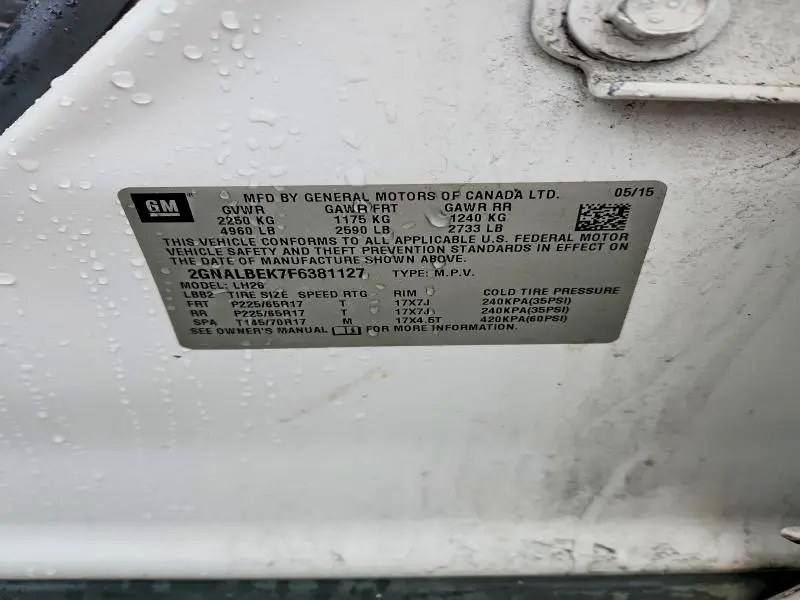 GM MFD BY GENERAL MOTORS OF CANADA LTD. 05/15
GVWR GAWR FRT GAWR RR
2250 KG 1175 KG 1240 KG
4960 LB 2590 LB 2733 LB
THIS VEHICLE CONFORMS TO ALL APPLICABLE U.S. FEDERAL MOTOR
VEHICLE SAFETY, BUMPER, AND THEFT PREVENTION STANDARDS IN EFFECT ON
THE DATE OF MANUFACTURE SHOWN ABOVE.
2GNALBEK7F6381127 TYPE: M.P.V.
MODEL: LH26
LBB2 TIRE SIZE SPEED RTG RIM COLD TIRE PRESSURE
FRT P225/65R17 T 17X7J 240KPA(35PSI)
RR P225/65R17 T 17X7J 240KPA(35PSI)
SPA T145/70R17 M 17X4.5T 420KPA(60PSI)
SEE OWNER'S MANUAL FOR MORE INFORMATION.